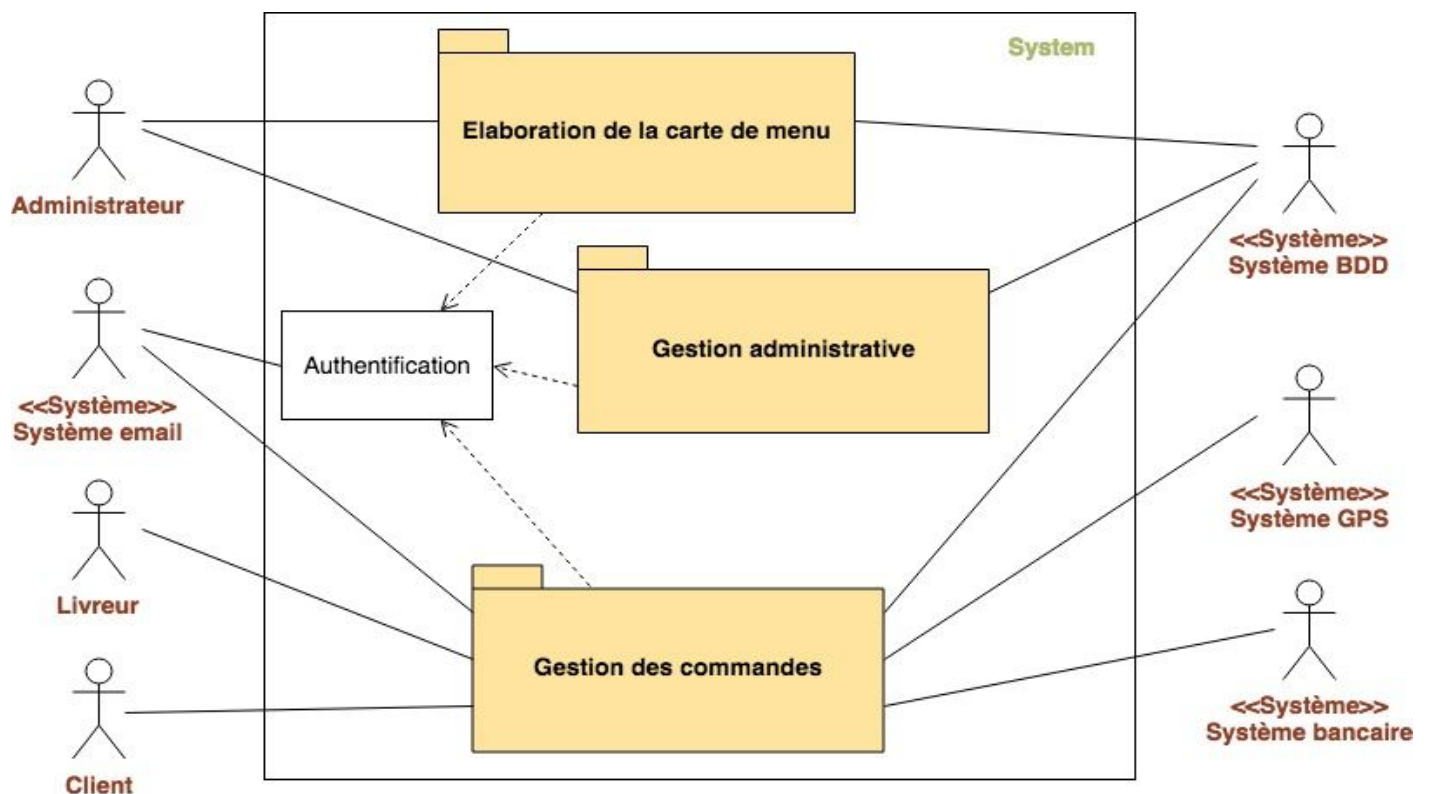 System
Elaboration de la carte de menu
Administrateur
<<Système>>
Système BDD
Gestion administrative
Authentification
<<Système>>
Système email
<<Système>>
Système GPS
Livreur
Gestion des commandes
<<Système>>
Système bancaire
Client